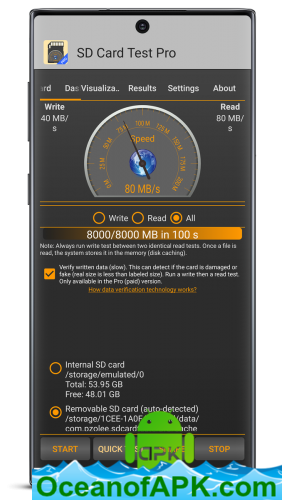 SD Card Test Pro
rd Das Visualiza.. Results Settings About
Write Read
40 MB/s 80 MB/s
Speed
80 MB/s
Write Read All
8000/8000 MB in 100 s
Note: Always run write test between two identical read tests. Once a file is
read, the system stores it in the memory (disk caching).
Verify written data (slow). This can detect if the card is damaged or
fake (real size is less than labeled size). Run a write then a read test.
Only available in the Pro (paid) version.
How data verification technology works?
Internal SD card
/storage/emulated/0
Total: 53.95 GB
Free: 48.01 GB
Removable SD card (auto-detected)
/storage/1CEE-1A0F
data/
com.pzolee.sdcard
ache
START QUICK STOP
APK
OceanofAPK.com